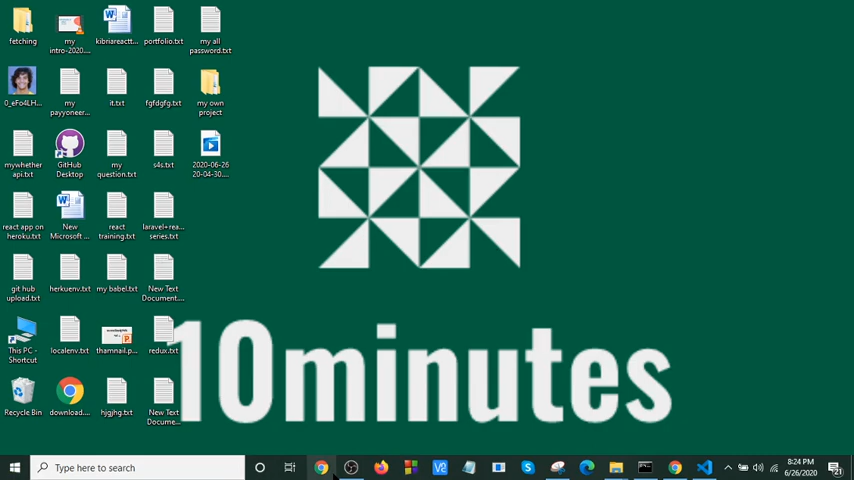 fetching
my
intro-2020....
kibriareactt...
portfolio.txt
my all
password.txt
0_eFo4LH...
my
payyoneer...
it.txt
fgfdgfg.txt
my own
project
mywhether
api.txt
GitHub
Desktop
my
question.txt
s4s.txt
2020-06-26
20-04-30....
react app on
heroku.txt
New
Microsoft ...
react
training.txt
laravel+rea...
series.txt
git hub
upload.txt
herkuenv.txt
my babel.txt
New Text
Document....
This PC -
Shortcut
localenv.txt
thamnail.p...
redux.txt
Recycle Bin
download....
hjgjhg.txt
New Text
Docume...
10minutes
Type here to search
8:24 PM
6/26/2020
21